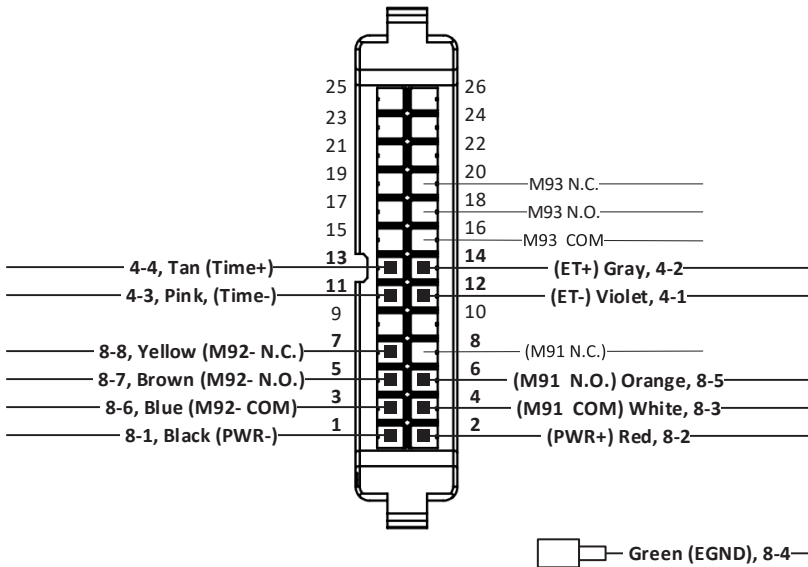 25 26
23 24
21 22
19 20
M93 N.C.
17 18
M93 N.O.
15 16
M93 COM
4-4, Tan (Time+) 13 14 (ET+) Gray, 4-2
4-3, Pink, (Time-) 11 12 (ET-) Violet, 4-1
9 10
8-8, Yellow (M92- N.C.) 7 8 (M91 N.C.)
8-7, Brown (M92- N.O.) 5 6 (M91 N.O.) Orange, 8-5
8-6, Blue (M92- COM) 3 4 (M91 COM) White, 8-3
8-1, Black (PWR-) 1 2 (PWR+) Red, 8-2
Green (EGND), 8-4